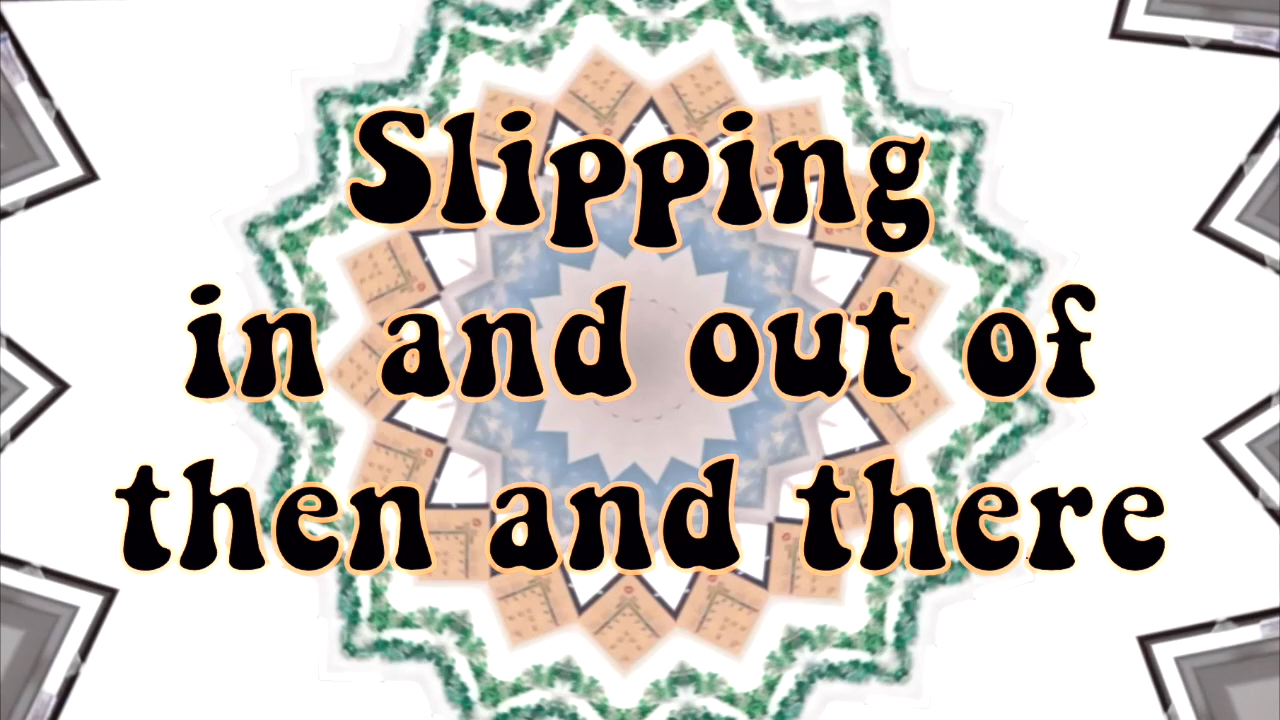 Slipping
in and out of
then and there